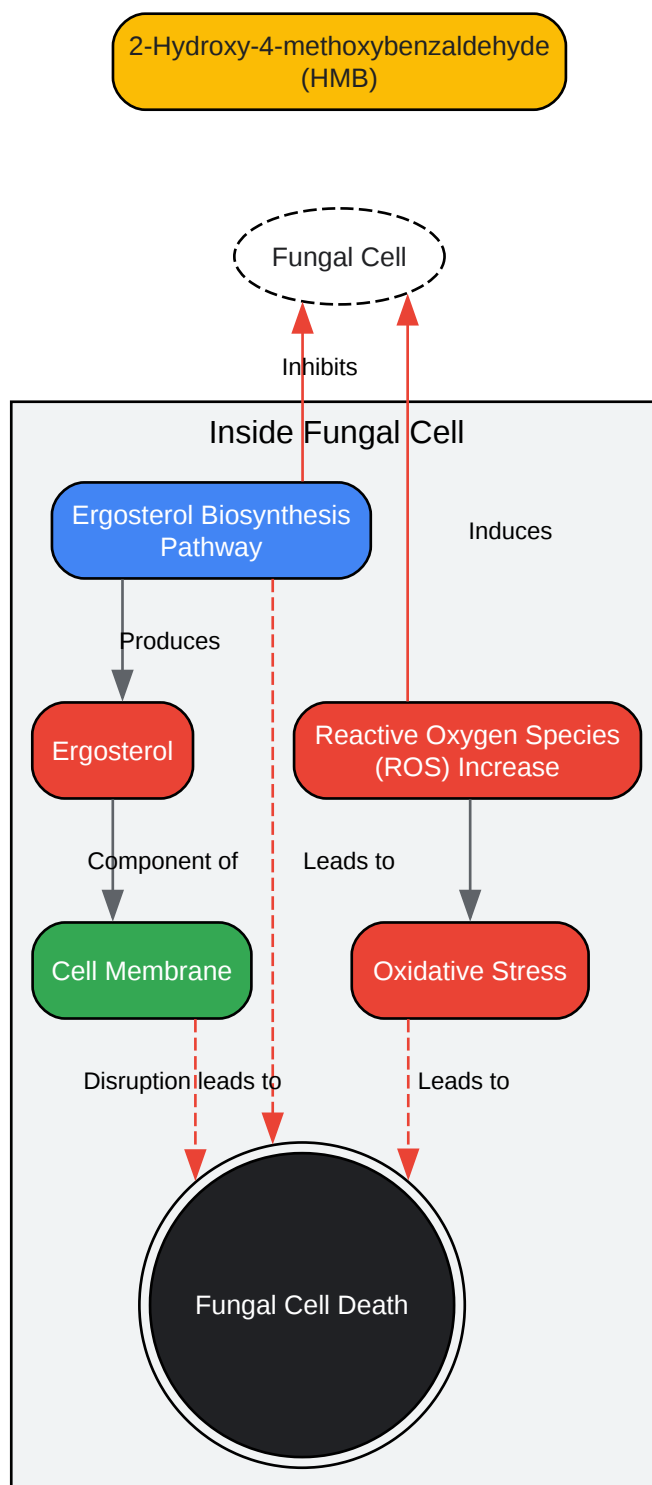 2-Hydroxy-4-methoxybenzaldehyde
(HMB)
Fungal Cell
Inhibits
Inside Fungal Cell
Ergosterol Biosynthesis
Pathway
Induces
Produces
Ergosterol
Reactive Oxygen Species
(ROS) Increase
Component of
Leads to
Cell Membrane
Oxidative Stress
Disruption leads to
Leads to
Fungal Cell Death